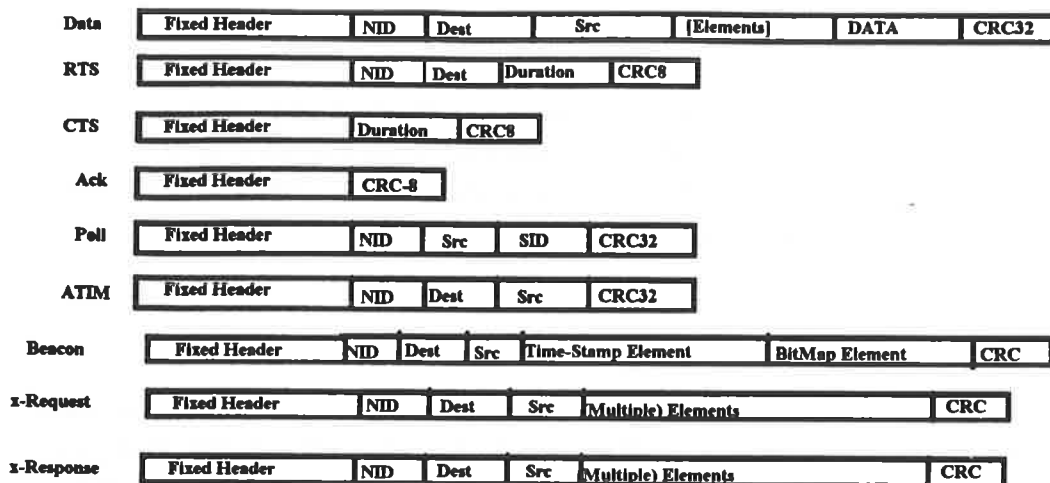 Data Fixed Header NID Dest Src [Elements] DATA CRC32
RTS Fixed Header NID Dest Duration CRC8
CTS Fixed Header Duration CRC8
Ack Fixed Header CRC-8
Poll Fixed Header NID Src SID CRC32
ATIM Fixed Header NID Dest Src CRC32
Beacon Fixed Header NID Dest Src Time-Stamp Element BitMap Element CRC
x-Request Fixed Header NID Dest Src (Multiple) Elements CRC
x-Response Fixed Header NID Dest Src (Multiple) Elements CRC